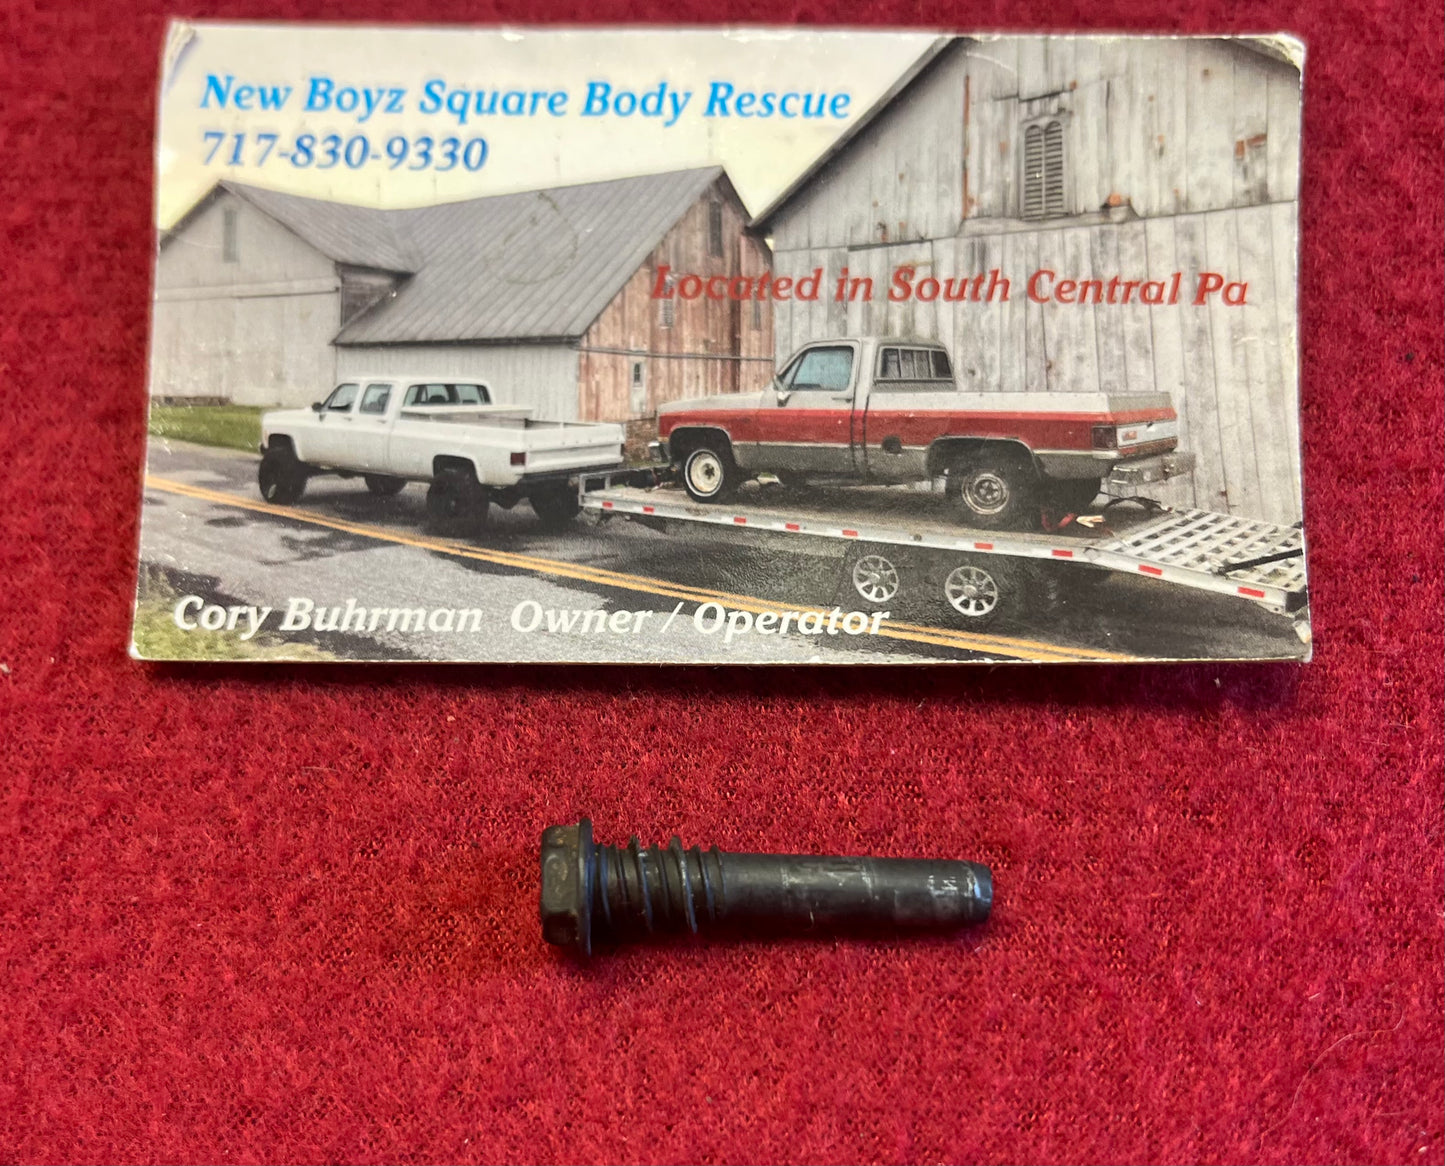 New Boyz Square Body Rescue
717-830-9330
Located in South Central Pa
Cory Buhrman Owner / Operator